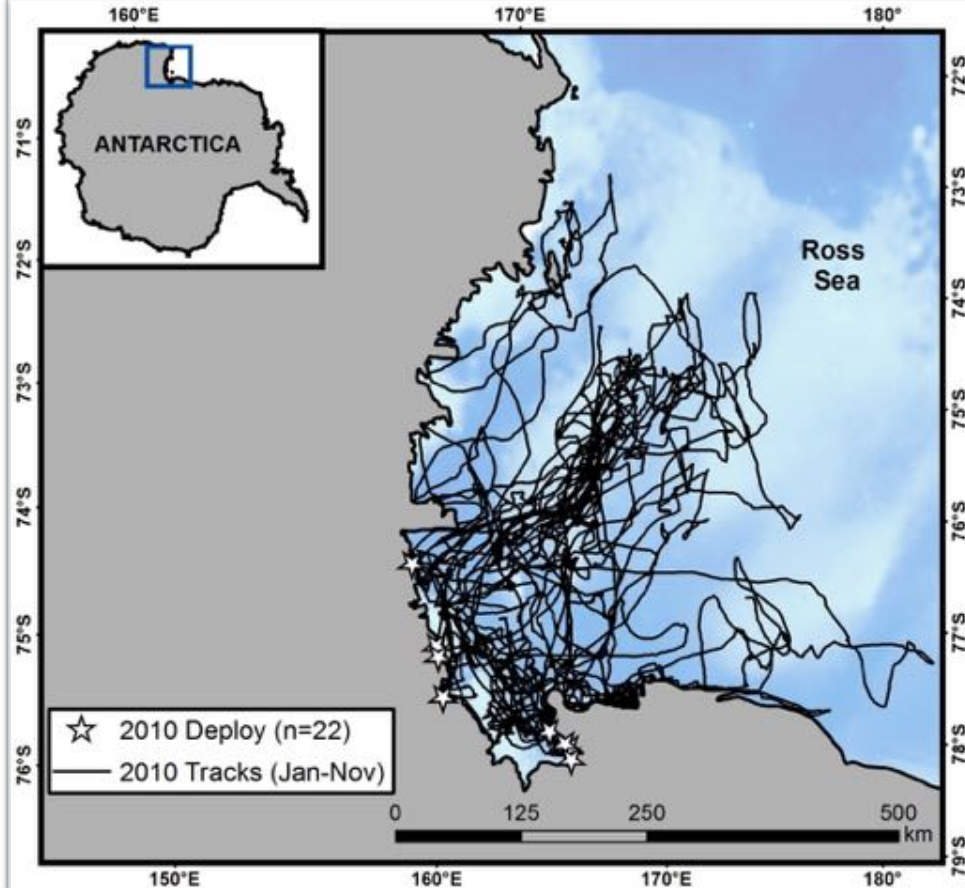 160°E
170°E
180°
ANTARCTICA
Ross
Sea
71°S
72°S
73°S
74°S
75°S
76°S
72°S
73°S
74°S
75°S
76°S
77°S
78°S
79°S
2010 Deploy (n=22)
2010 Tracks (Jan-Nov)
0
125
250
500
km
150°E
160°E
170°E
180°